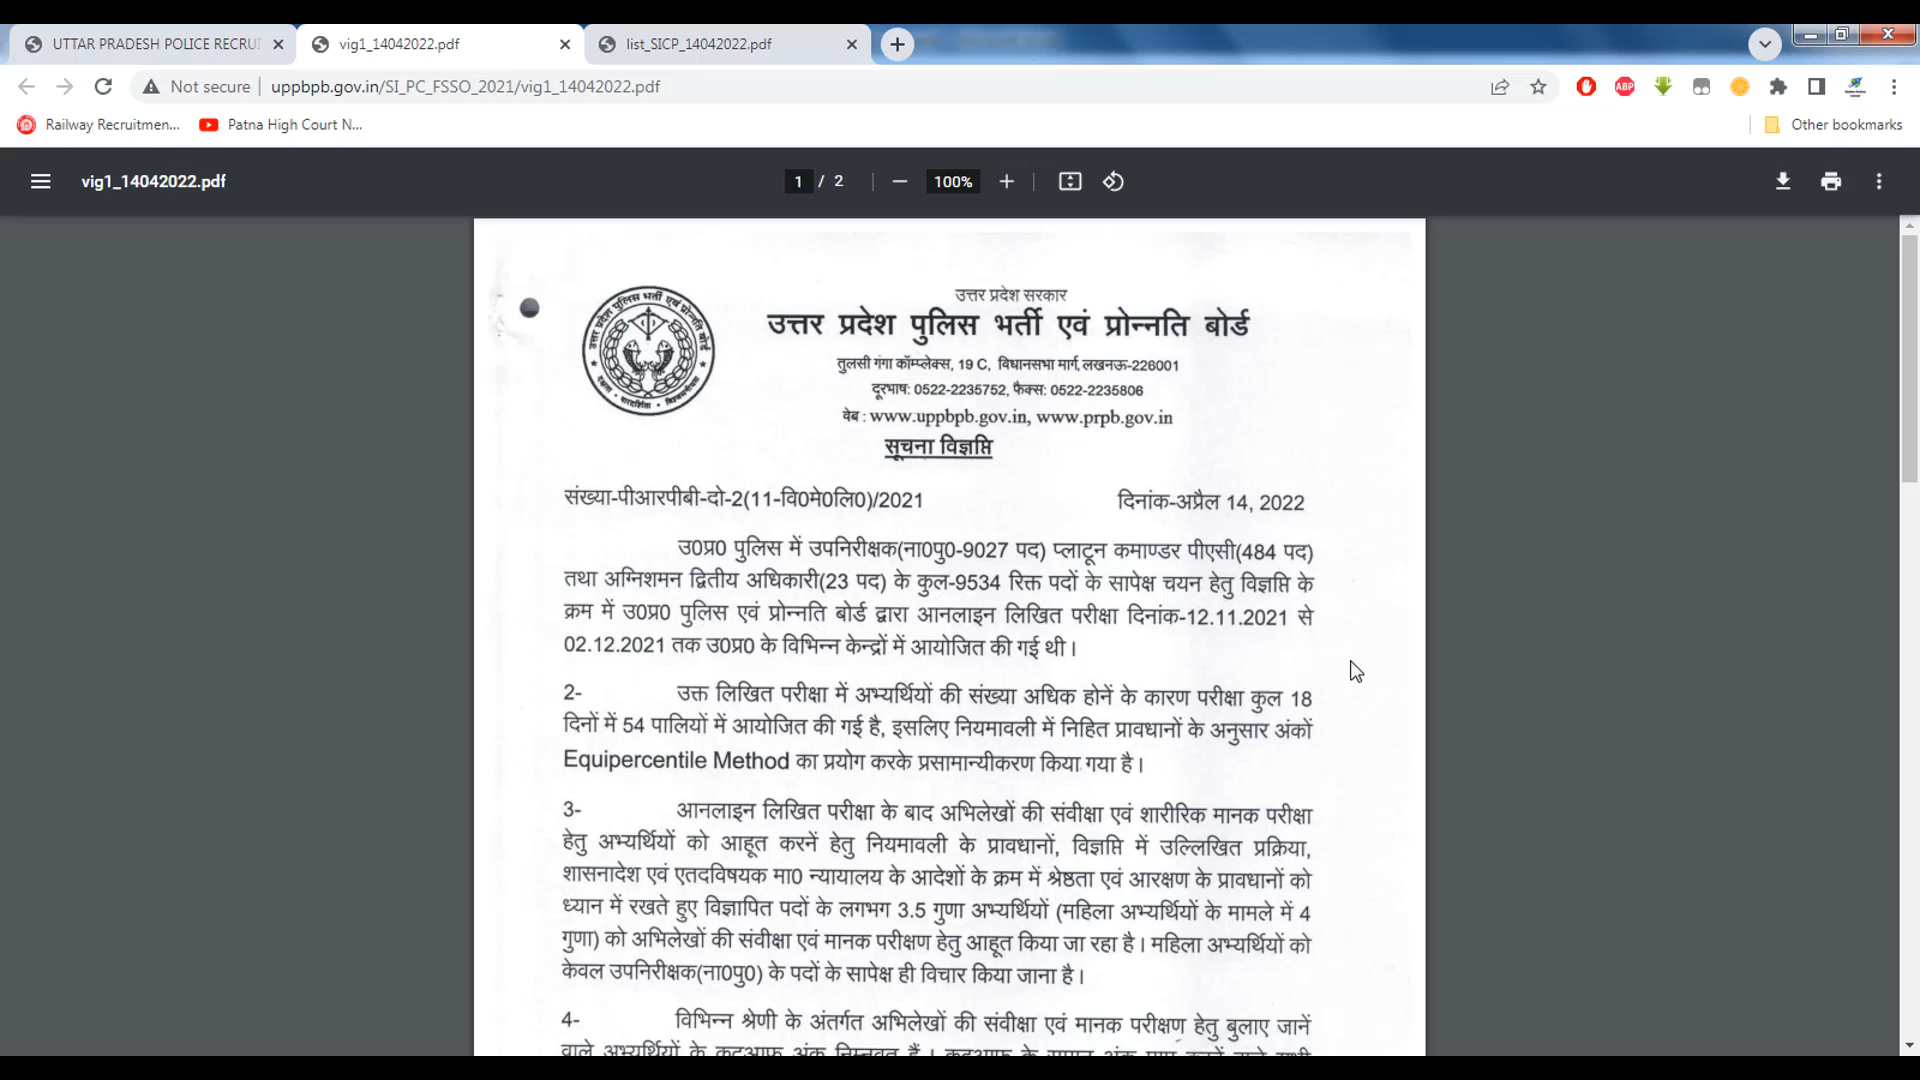 UTTAR PRADESH POLICE RECRUI
vig1_14042022.pdf
list_SICP_14042022.pdf
Not secure
uppbpb.gov.in/SI_PC_FSSO_2021/vig1_14042022.pdf
ABP
Railway Recruitmen...
Patna High Court N...
Other bookmarks
vig1_14042022.pdf
1 / 2
100%
उत्तर प्रदेश सरकार
उत्तर प्रदेश पुलिस भर्ती एवं प्रोन्नति बोर्ड
तुलसी गंगा कॉम्प्लेक्स, 19 C, विधानसभा मार्ग, लखनऊ-226001
दूरभाष: 0522-2235752, फैक्स: 0522-2235806
वेब : www.uppbpb.gov.in, www.prpb.gov.in
सूचना विज्ञप्ति
संख्या-पीआरपीबी-दो-2(11-वि0मे0लि0)/2021
दिनांक-अप्रैल 14, 2022
उ0प्र0 पुलिस में उपनिरीक्षक(ना0पु0-9027 पद) प्लाटून कमाण्डर पीएसी(484 पद)
तथा अग्निशमन द्वितीय अधिकारी(23 पद) के कुल-9534 रिक्त पदों के सापेक्ष चयन हेतु विज्ञप्ति के
क्रम में उ0प्र0 पुलिस एवं प्रोन्नति बोर्ड द्वारा आनलाइन लिखित परीक्षा दिनांक-12.11.2021 से
02.12.2021 तक उ0प्र0 के विभिन्न केन्द्रों में आयोजित की गई थी ।
2- उक्त लिखित परीक्षा में अभ्यर्थियों की संख्या अधिक होनें के कारण परीक्षा कुल 18
दिनों में 54 पालियों में आयोजित की गई है, इसलिए नियमावली में निहित प्रावधानों के अनुसार अंकों
Equipercentile Method का प्रयोग करके प्रसामान्यीकरण किया गया है ।
3- आनलाइन लिखित परीक्षा के बाद अभिलेखों की संवीक्षा एवं शारीरिक मानक परीक्षा
हेतु अभ्यर्थियों को आहूत करनें हेतु नियमावली के प्रावधानों, विज्ञप्ति में उल्लिखित प्रक्रिया,
शासनादेश एवं एतदविषयक मा0 न्यायालय के आदेशों के क्रम में श्रेष्ठता एवं आरक्षण के प्रावधानों को
ध्यान में रखते हुए विज्ञापित पदों के लगभग 3.5 गुणा अभ्यर्थियों (महिला अभ्यर्थियों के मामले में 4
गुणा) को अभिलेखों की संवीक्षा एवं मानक परीक्षण हेतु आहूत किया जा रहा है । महिला अभ्यर्थियों को
केवल उपनिरीक्षक(ना0पु0) के पदों के सापेक्ष ही विचार किया जाना है ।
4- विभिन्न श्रेणी के अंतर्गत अभिलेखों की संवीक्षा एवं मानक परीक्षण हेतु बुलाए जानें
वाले अभ्यर्थियों के कटआफ अंक निम्नवत हैं ।